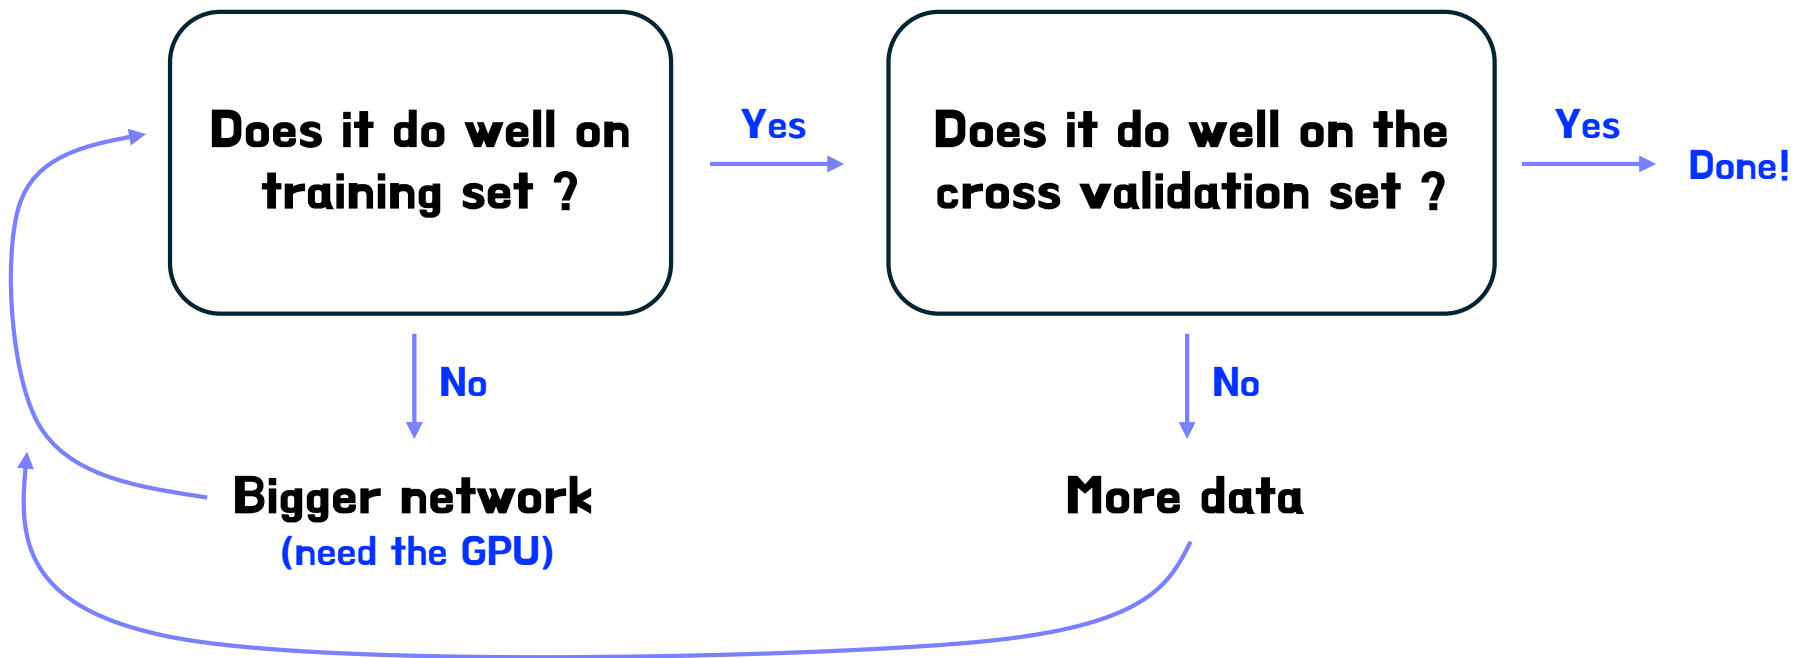 Does it do well on
training set ?
Yes
Does it do well on the
cross validation set ?
Yes
Done!
No
No
Bigger network
(need the GPU)
More data